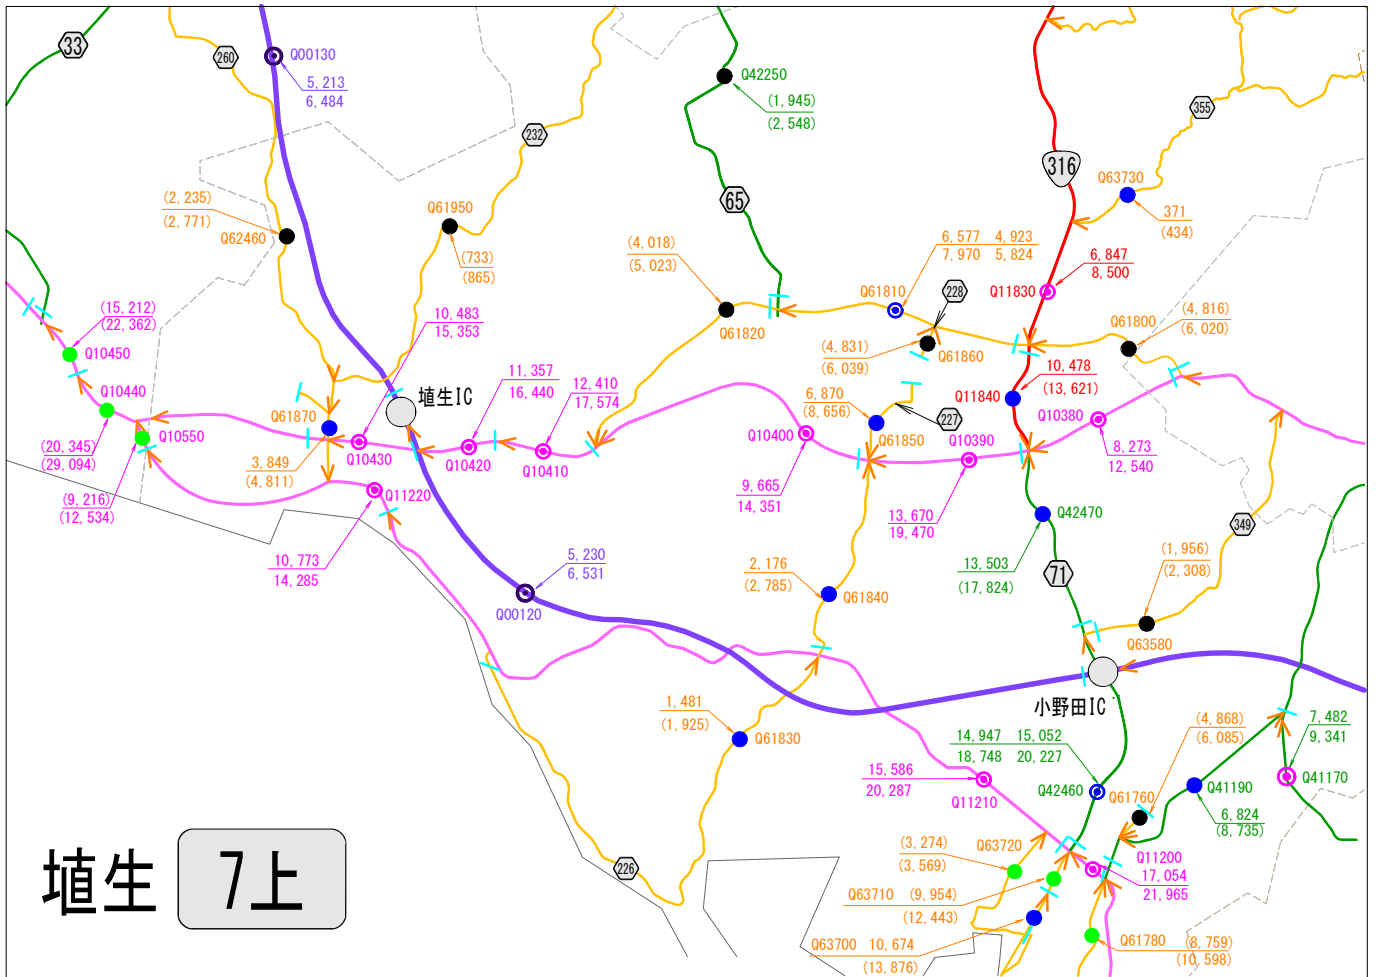 33
260
Q00130
5,213
6,484
Q42250
(1,945)
(2,548)
232
355
316
Q63730
371
(434)
65
(2,235)
(2,771)
Q62460
Q61950
(733)
(865)
(4,018)
(5,023)
Q61820
6,577 4,923
7,970 5,824
Q61810
228
6,847
8,500
Q11830
(4,816)
(6,020)
Q61800
(15,212)
(22,362)
Q10450
10,483
15,353
(4,831)
(6,039)
Q61860
Q10440
(20,345)
(29,094)
Q10550
(9,216)
(12,534)
Q61870
3,849
(4,811)
埴生IC
Q10430
11,357
16,440
Q10420
12,410
17,574
Q10410
6,870
(8,656)
Q61850
227
Q11840
10,478
(13,621)
Q10380
8,273
12,540
Q10400
9,665
14,351
Q10390
13,670
19,470
Q11220
10,773
14,285
Q42470
13,503
(17,824)
349
71
(1,956)
(2,308)
Q63580
5,230
6,531
Q00120
2,176
(2,785)
Q61840
小野田IC
1,481
(1,925)
Q61830
14,947 15,052
18,748 20,227
Q42460
15,586
20,287
Q11210
(4,868)
(6,085)
Q61760
Q41190
6,824
(8,735)
7,482
9,341
Q41170
226
(3,274)
(3,569)
Q63720
Q11200
17,054
21,965
Q63710 (9,954)
(12,443)
Q63700 10,674
(13,876)
Q61780 (8,759)
(10,598)
埴生 7上